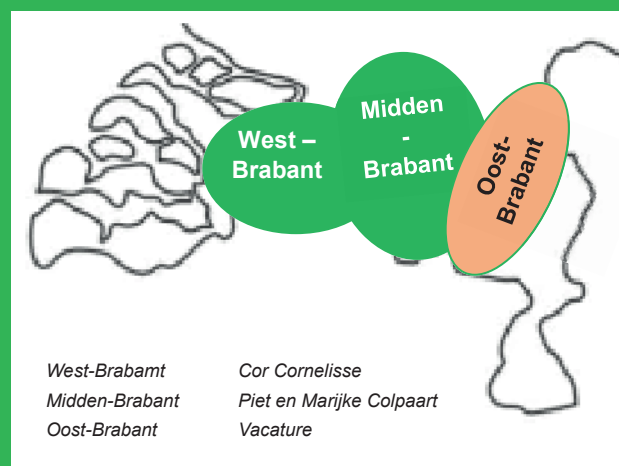 West –
Brabant
Midden
-
Brabant
Oost-
Brabant
West-Brabamt Cor Cornelisse
Midden-Brabant Piet en Marijke Colpaart
Oost-Brabant Vacature